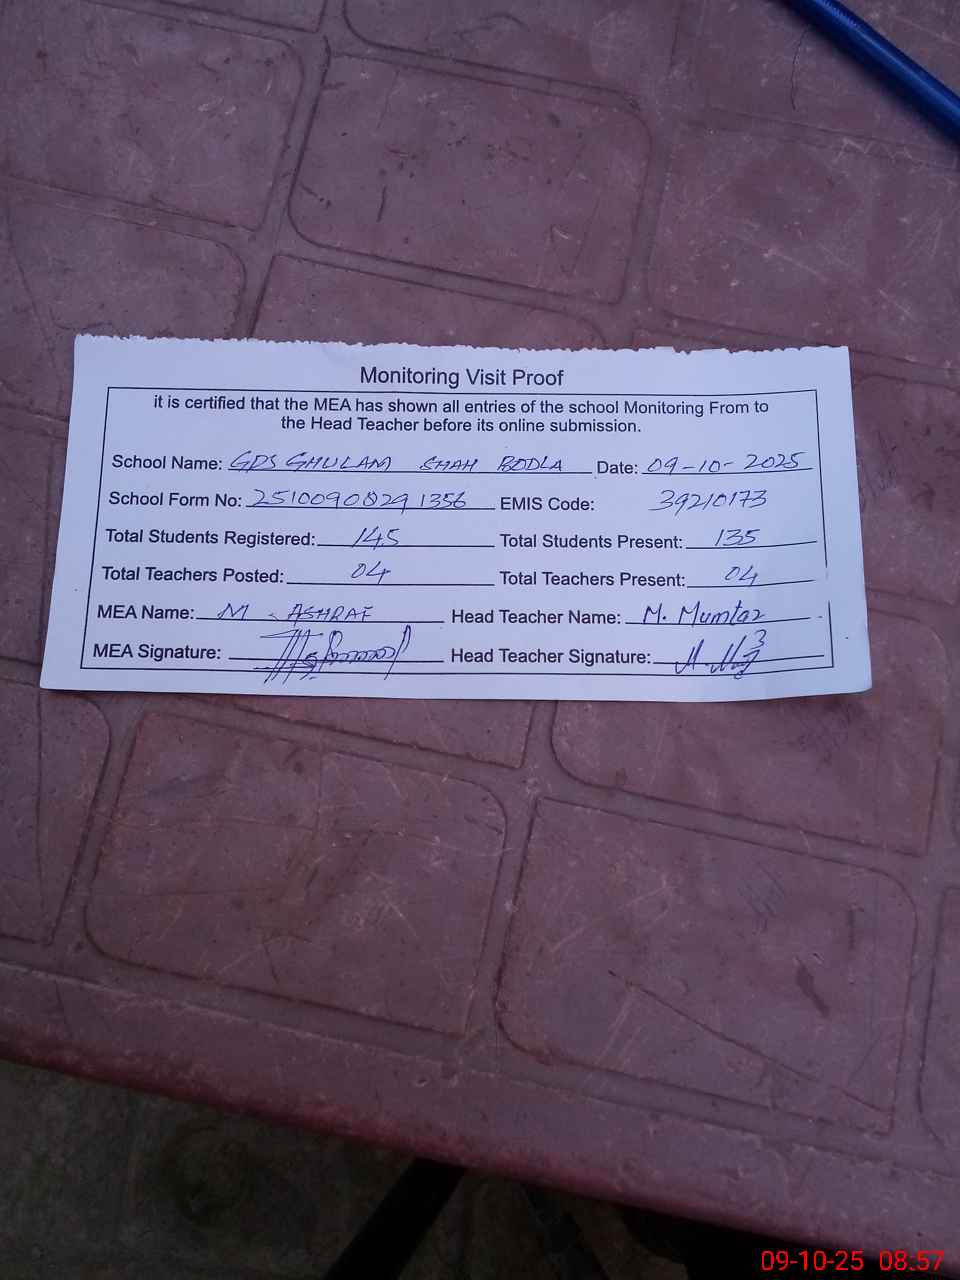 Monitoring Visit Proof
it is certified that the MEA has shown all entries of the school Monitoring From to
the Head Teacher before its online submission.
School Name: GPS GHULAM SHAH BODLA Date: 09-10-2025
School Form No: 2510090829 1356 EMIS Code: 39210173
Total Students Registered: 145 Total Students Present: 135
Total Teachers Posted: 04 Total Teachers Present: 04
MEA Name: M. ASHRAF Head Teacher Name: M. Mumtaz
MEA Signature: Head Teacher Signature:
09-10-25 08:57